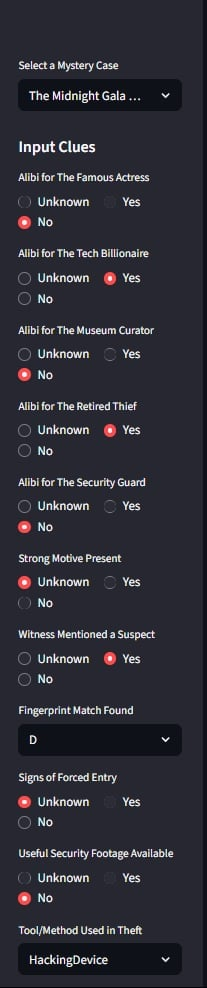 Select a Mystery Case
The Midnight Gala ...
Input Clues
Alibi for The Famous Actress
Unknown Yes
No
Alibi for The Tech Billionaire
Unknown Yes
No
Alibi for The Museum Curator
Unknown Yes
No
Alibi for The Retired Thief
Unknown Yes
No
Alibi for The Security Guard
Unknown Yes
No
Strong Motive Present
Unknown Yes
No
Witness Mentioned a Suspect
Unknown Yes
No
Fingerprint Match Found
D
Signs of Forced Entry
Unknown Yes
No
Useful Security Footage Available
Unknown Yes
No
Tool/Method Used in Theft
HackingDevice